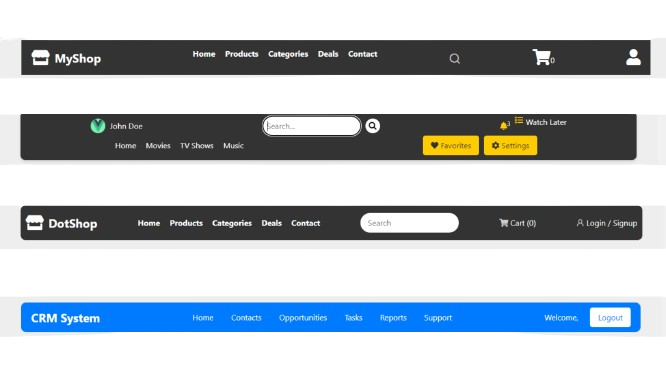 MyShop Home Products Categories Deals Contact 0
John Doe Search... 3 Watch Later
Home Movies TV Shows Music Favorites Settings
DotShop Home Products Categories Deals Contact Search Cart (0) Login / Signup
CRM System Home Contacts Opportunities Tasks Reports Support Welcome, Logout